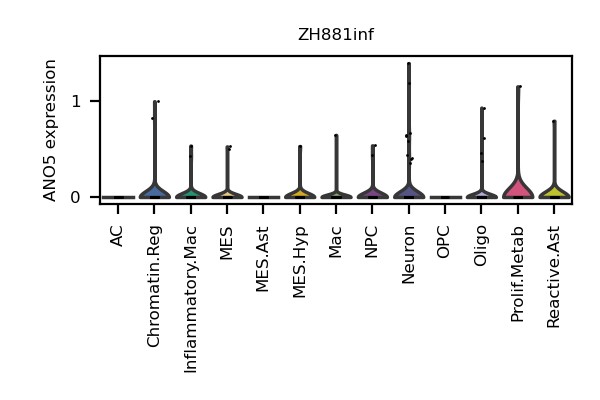 ZH881inf
ANO5 expression
1
0
AC
Chromatin.Reg
Inflammatory.Mac
MES
MES.Ast
MES.Hyp
Mac
NPC
Neuron
OPC
Oligo
Prolif.Metab
Reactive.Ast